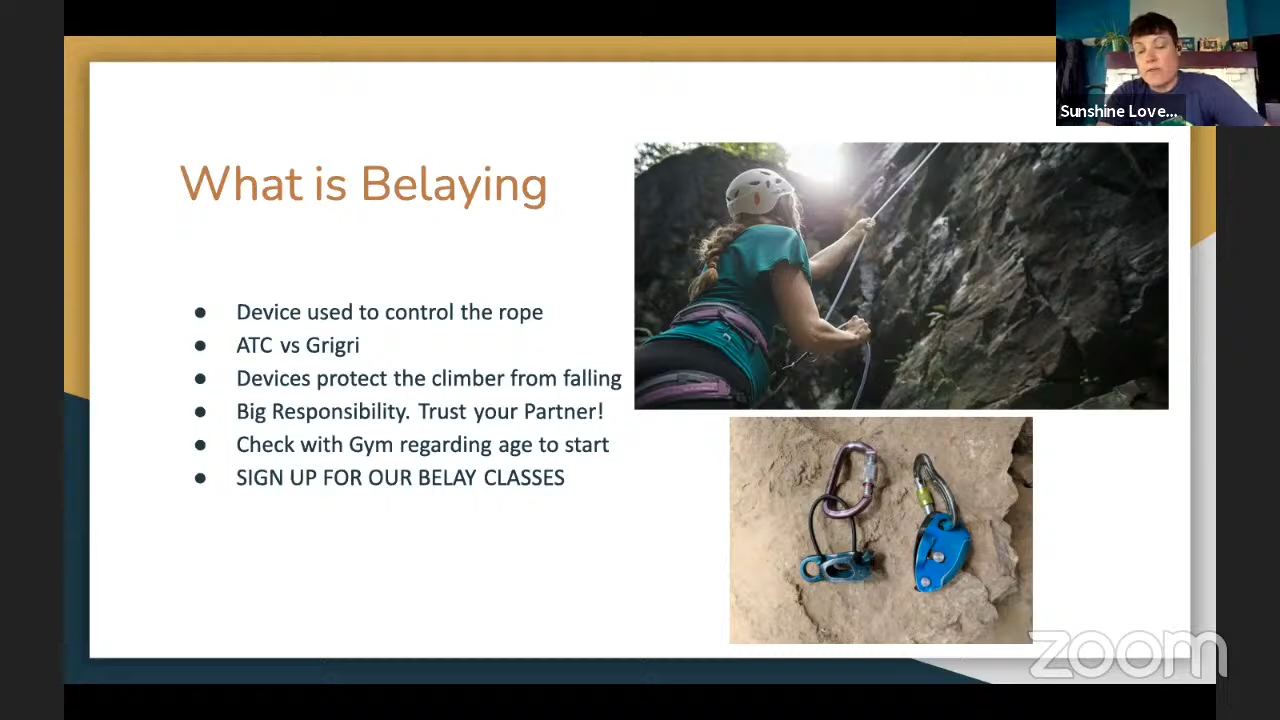 Sunshine Love...
What is Belaying
● Device used to control the rope
● ATC vs Grigri
● Devices protect the climber from falling
● Big Responsibility. Trust your Partner!
● Check with Gym regarding age to start
● SIGN UP FOR OUR BELAY CLASSES
zoom